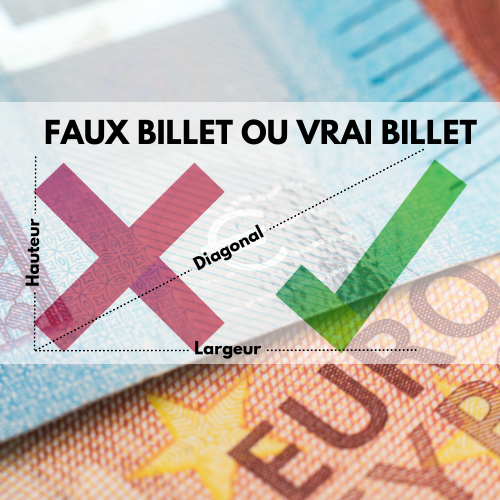 FAUX BILLET OU VRAI BILLET
Hauteur
Diagonal
Largeur
EURO